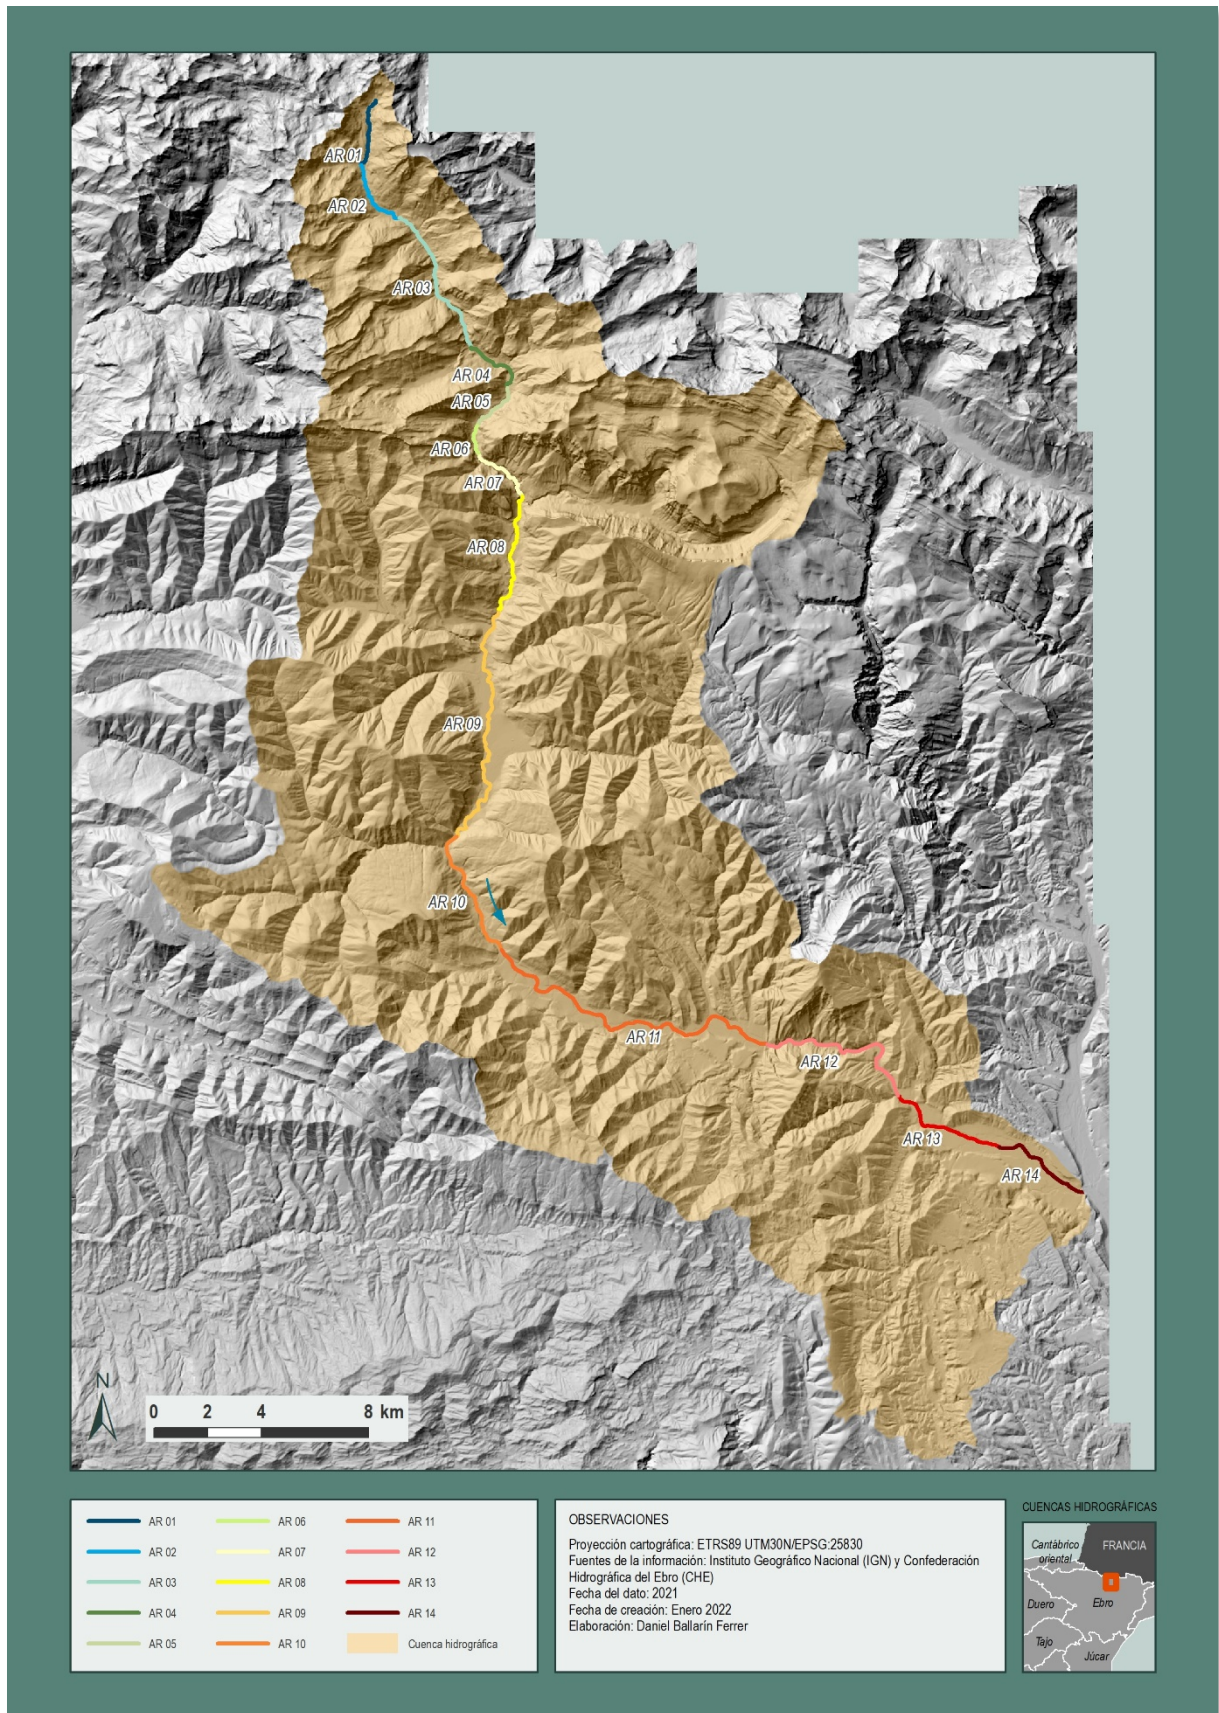 AR 01
AR 02
AR 03
AR 04
AR 05
AR 06
AR 07
AR 08
AR 09
AR 10
AR 11
AR 12
AR 13
AR 14
N
0 2 4 8 km
AR 01
AR 02
AR 03
AR 04
AR 05
AR 06
AR 07
AR 08
AR 09
AR 10
AR 11
AR 12
AR 13
AR 14
Cuenca hidrográfica
OBSERVACIONES
Proyección cartográfica: ETRS89 UTM30N/EPSG:25830
Fuentes de la información: Instituto Geográfico Nacional (IGN) y Confederación
Hidrográfica del Ebro (CHE)
Fecha del dato: 2021
Fecha de creación: Enero 2022
Elaboración: Daniel Ballarín Ferrer
CUENCAS HIDROGRÁFICAS
Cantábrico
oriental
FRANCIA
Duero
Ebro
Tajo
Júcar